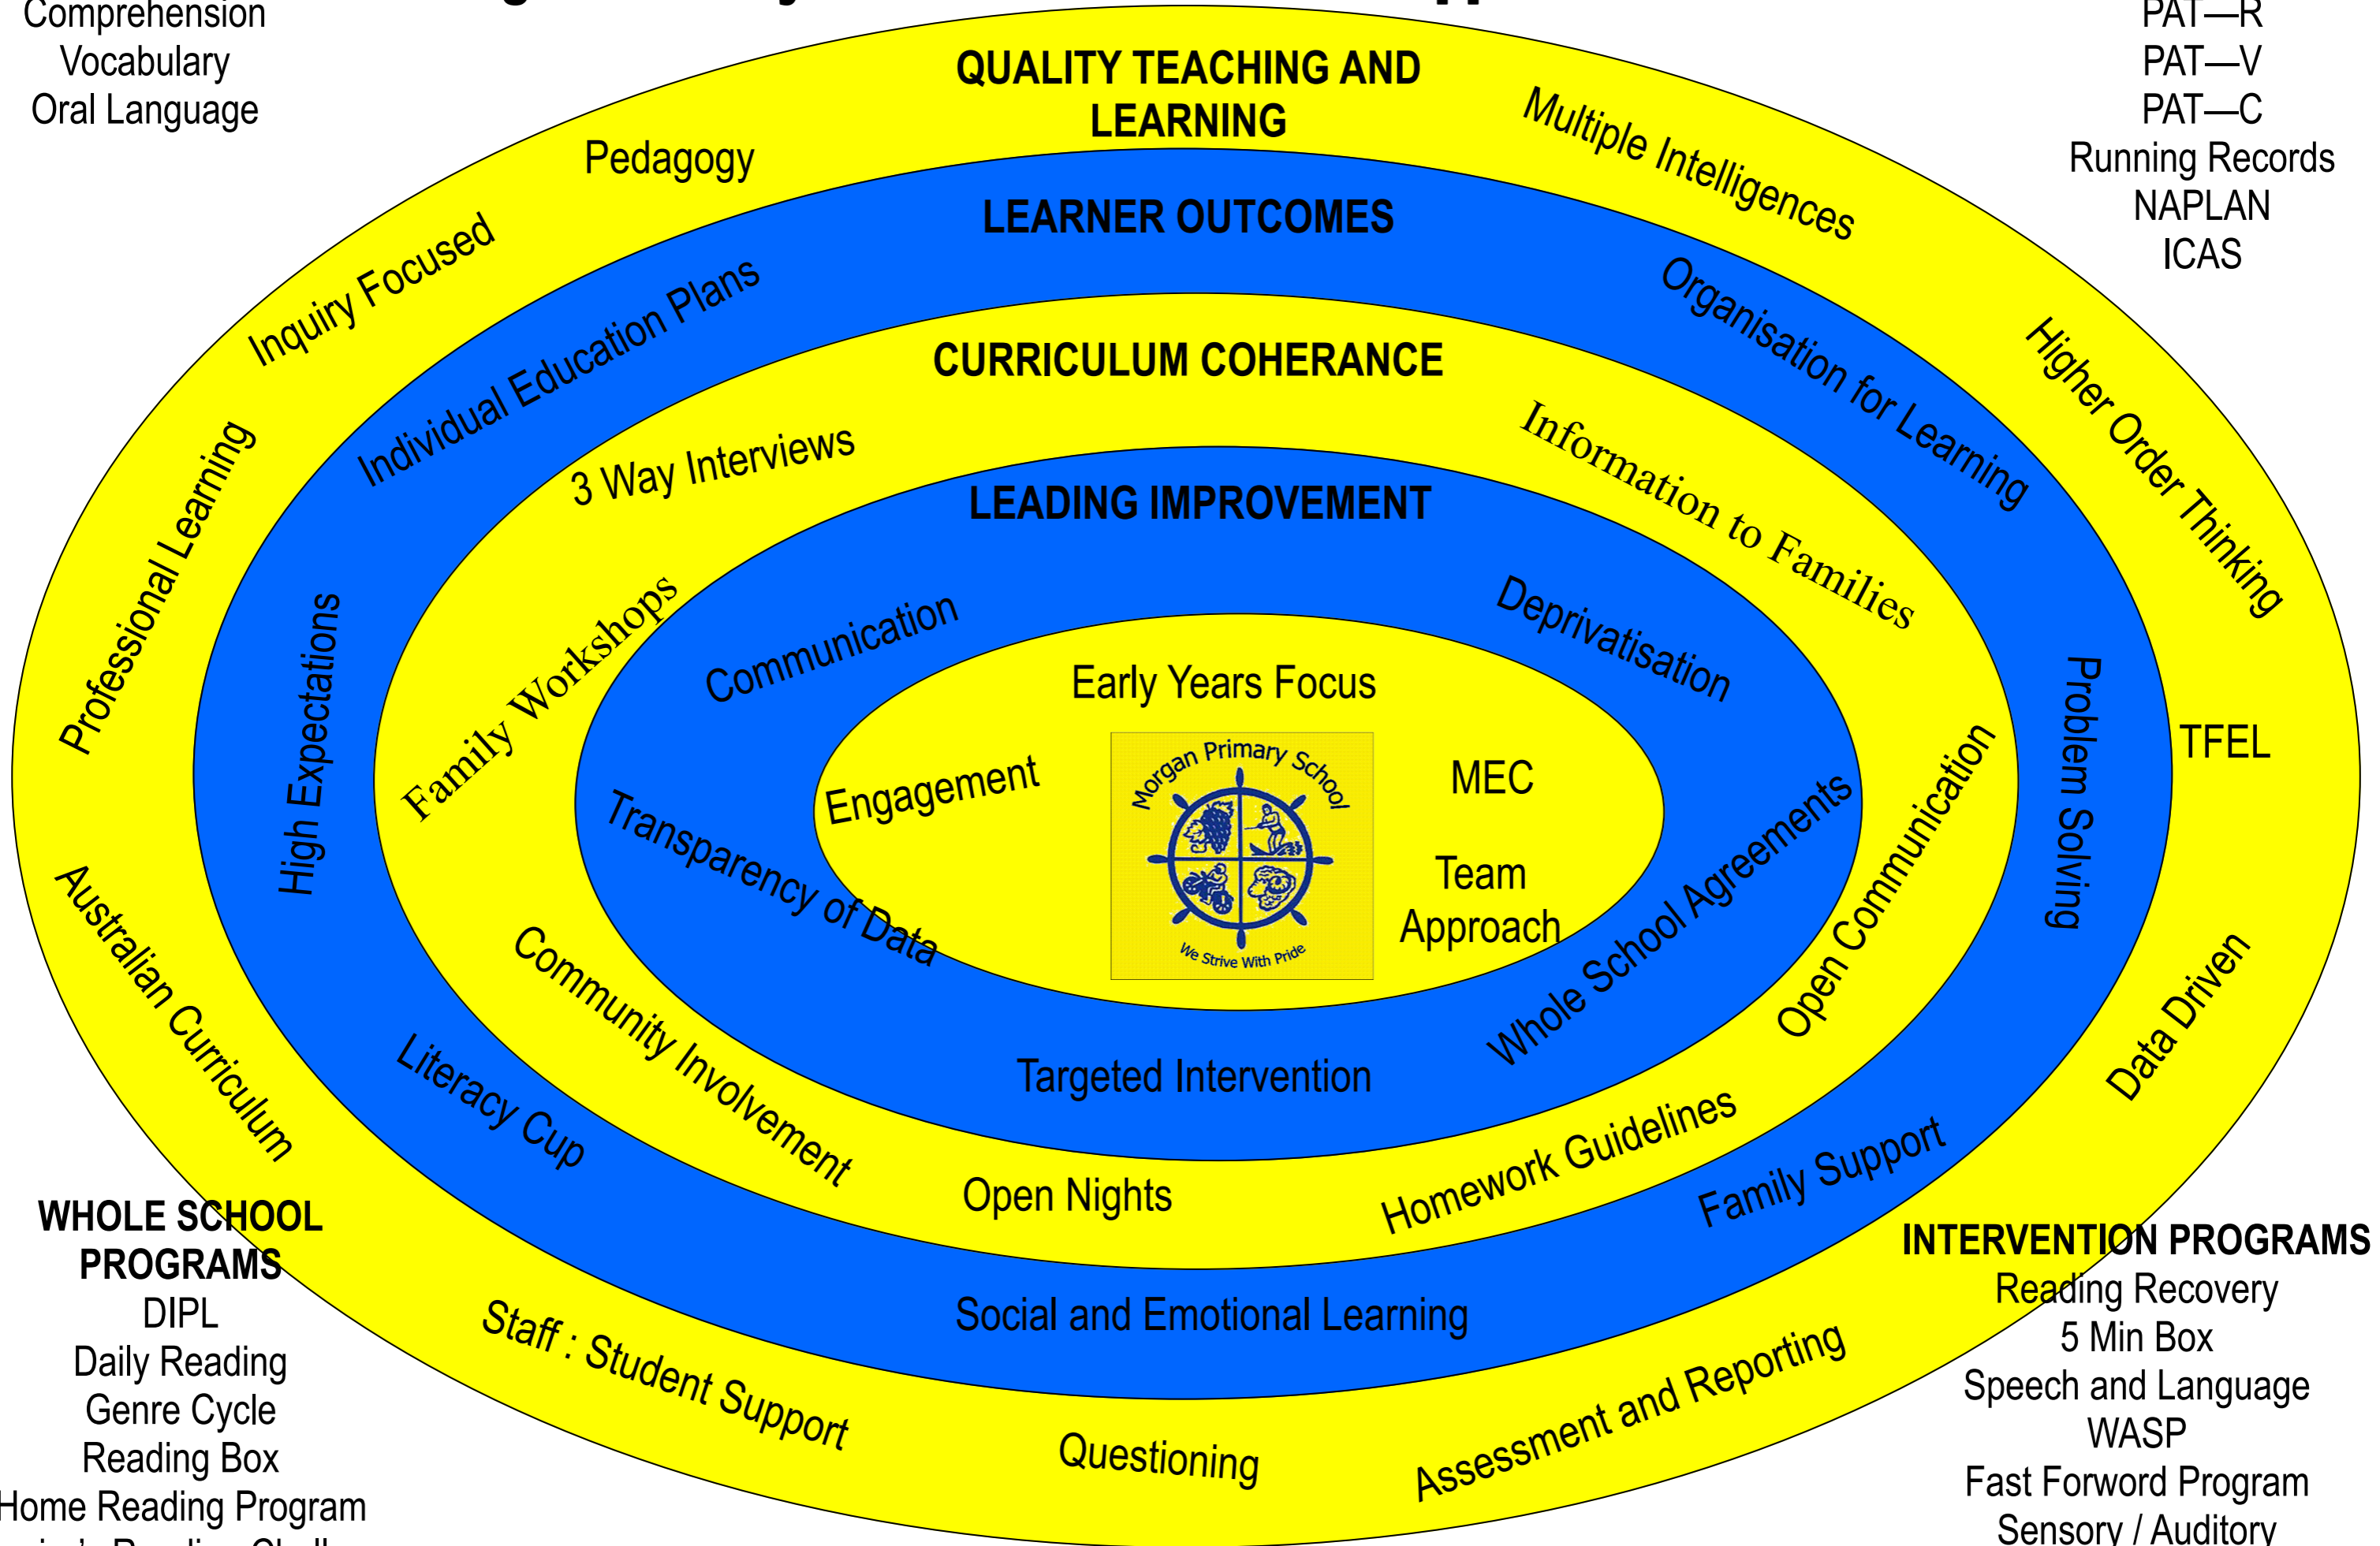 Comprehension
Vocabulary
Oral Language
PAT—R
PAT—V
PAT—C
Running Records
NAPLAN
ICAS
QUALITY TEACHING AND
LEARNING
Pedagogy
Multiple Intelligences
Inquiry Focused
Higher Order Thinking
Professional Learning
TFEL
Australian Curriculum
Data Driven
Staff : Student Support
Questioning
Assessment and Reporting
LEARNER OUTCOMES
Individual Education Plans
Organisation for Learning
High Expectations
Problem Solving
Literacy Cup
Family Support
Social and Emotional Learning
CURRICULUM COHERANCE
3 Way Interviews
Information to Families
Family Workshops
Open Communication
Community Involvement
Open Nights
Homework Guidelines
LEADING IMPROVEMENT
Communication
Deprivatisation
Transparency of Data
Whole School Agreements
Targeted Intervention
Early Years Focus
Engagement
MEC
Team
Approach
Morgan Primary School
We Strive With Pride
WHOLE SCHOOL
PROGRAMS
DIPL
Daily Reading
Genre Cycle
Reading Box
Home Reading Program
INTERVENTION PROGRAMS
Reading Recovery
5 Min Box
Speech and Language
WASP
Fast Forword Program
Sensory / Auditory